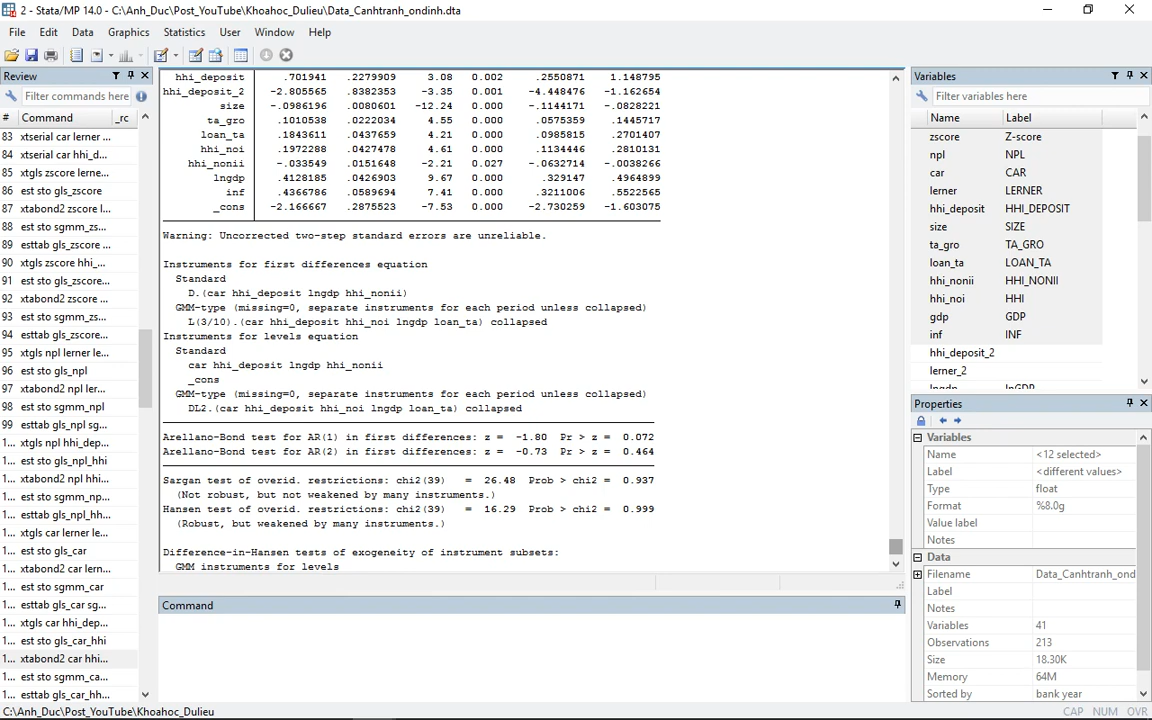 2 - Stata/MP 14.0 - C:\Anh_Duc\Post_YouTube\Khoahoc_Dulieu\Data_Canhtranh_ondinh.dta
File Edit Data Graphics Statistics User Window Help
Review
Filter commands here
# Command _rc
83 xtserial car lerner ...
84 xtserial car hhi_d...
85 xtgls zscore lerne...
86 est sto gls_zscore
87 xtabond2 zscore l...
88 est sto sgmm_zs...
89 esttab gls_zscore ...
90 xtgls zscore hhi_...
91 est sto gls_zscore...
92 xtabond2 zscore ...
93 est sto sgmm_zs...
94 esttab gls_zscore...
95 xtgls npl lerner le...
96 est sto gls_npl
97 xtabond2 npl ler...
98 est sto sgmm_npl
99 esttab gls_npl sg...
1... xtgls npl hhi_dep...
1... est sto gls_npl_hhi
1... xtabond2 npl hhi...
1... est sto sgmm_np...
1... esttab gls_npl_hh...
1... xtgls car lerner le...
1... est sto gls_car
1... xtabond2 car lern...
1... est sto sgmm_car
1... esttab gls_car sg...
1... xtgls car hhi_dep...
1... est sto gls_car_hhi
1... xtabond2 car hhi...
1... est sto sgmm_ca...
1... esttab gls_car_hh...
hhi_deposit .701941 .2279909 3.08 0.002 .2550871 1.148795
hhi_deposit_2 -2.805565 .8382353 -3.35 0.001 -4.448476 -1.162654
size -.0986196 .0080601 -12.24 0.000 -.1144171 -.0828221
ta_gro .1010538 .0222034 4.55 0.000 .0575359 .1445717
loan_ta .1843611 .0437659 4.21 0.000 .0985815 .2701407
hhi_noi .1972288 .0427478 4.61 0.000 .1134446 .2810131
hhi_nonii -.033549 .0151648 -2.21 0.027 -.0632714 -.0038266
lngdp .4128185 .0426903 9.67 0.000 .329147 .4964899
inf .4366786 .0589694 7.41 0.000 .3211006 .5522565
_cons -2.166667 .2875523 -7.53 0.000 -2.730259 -1.603075
Warning: Uncorrected two-step standard errors are unreliable.
Instruments for first differences equation
Standard
D.(car hhi_deposit lngdp hhi_nonii)
GMM-type (missing=0, separate instruments for each period unless collapsed)
L(3/10).(car hhi_deposit hhi_noi lngdp loan_ta) collapsed
Instruments for levels equation
Standard
car hhi_deposit lngdp hhi_nonii
_cons
GMM-type (missing=0, separate instruments for each period unless collapsed)
DL2.(car hhi_deposit hhi_noi lngdp loan_ta) collapsed
Arellano-Bond test for AR(1) in first differences: z = -1.80 Pr > z = 0.072
Arellano-Bond test for AR(2) in first differences: z = -0.73 Pr > z = 0.464
Sargan test of overid. restrictions: chi2(39) = 26.48 Prob > chi2 = 0.937
(Not robust, but not weakened by many instruments.)
Hansen test of overid. restrictions: chi2(39) = 16.29 Prob > chi2 = 0.999
(Robust, but weakened by many instruments.)
Difference-in-Hansen tests of exogeneity of instrument subsets:
GMM instruments for levels
Command
Variables
Filter variables here
Name Label
zscore Z-score
npl NPL
car CAR
lerner LERNER
hhi_deposit HHI_DEPOSIT
size SIZE
ta_gro TA_GRO
loan_ta LOAN_TA
hhi_nonii HHI_NONII
hhi_noi HHI
gdp GDP
inf INF
hhi_deposit_2
lerner_2
lngdp lnGDP
Properties
Variables
Name <12 selected>
Label <different values>
Type float
Format %8.0g
Value label
Notes
Data
Filename Data_Canhtranh_ond
Label
Notes
Variables 41
Observations 213
Size 18.30K
Memory 64M
Sorted by bank year
C:\Anh_Duc\Post_YouTube\Khoahoc_Dulieu
CAP NUM OVR